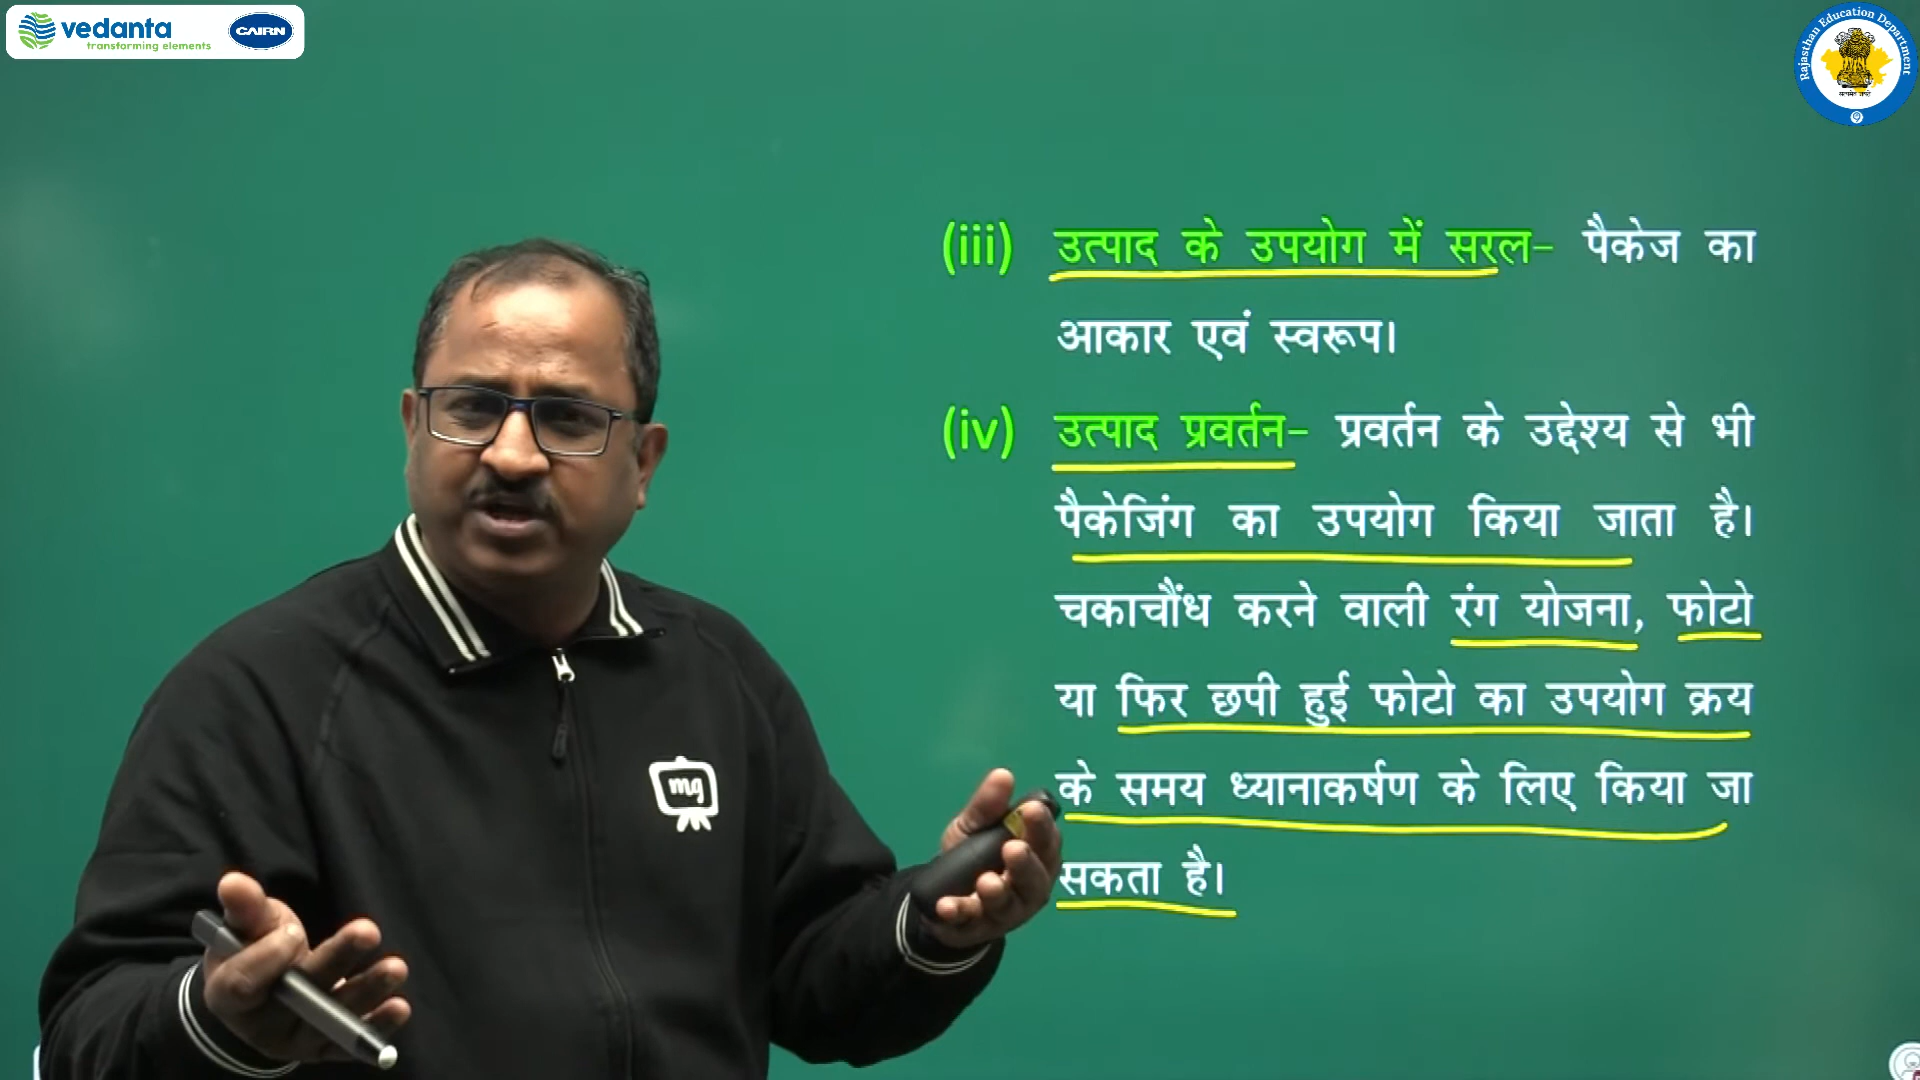 vedanta
transforming elements
CAIRN
Rajasthan Education Department
(iii) उत्पाद के उपयोग में सरल– पैकेज का
आकार एवं स्वरूप।
(iv) उत्पाद प्रवर्तन– प्रवर्तन के उद्देश्य से भी
पैकेजिंग का उपयोग किया जाता है।
चकाचौंध करने वाली रंग योजना, फोटो
या फिर छपी हुई फोटो का उपयोग क्रय
के समय ध्यानाकर्षण के लिए किया जा
सकता है।
mg